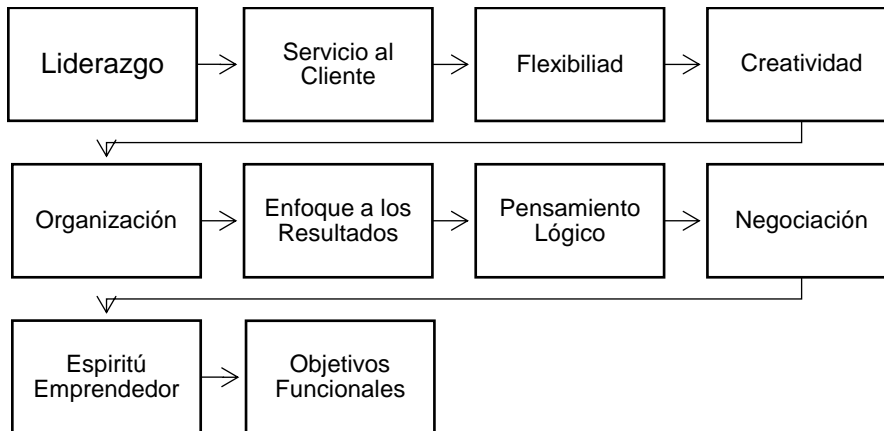 Liderazgo
Servicio al
Cliente
Flexibiliad
Creatividad
Organización
Enfoque a los
Resultados
Pensamiento
Lógico
Negociación
Espiritú
Emprendedor
Objetivos
Funcionales